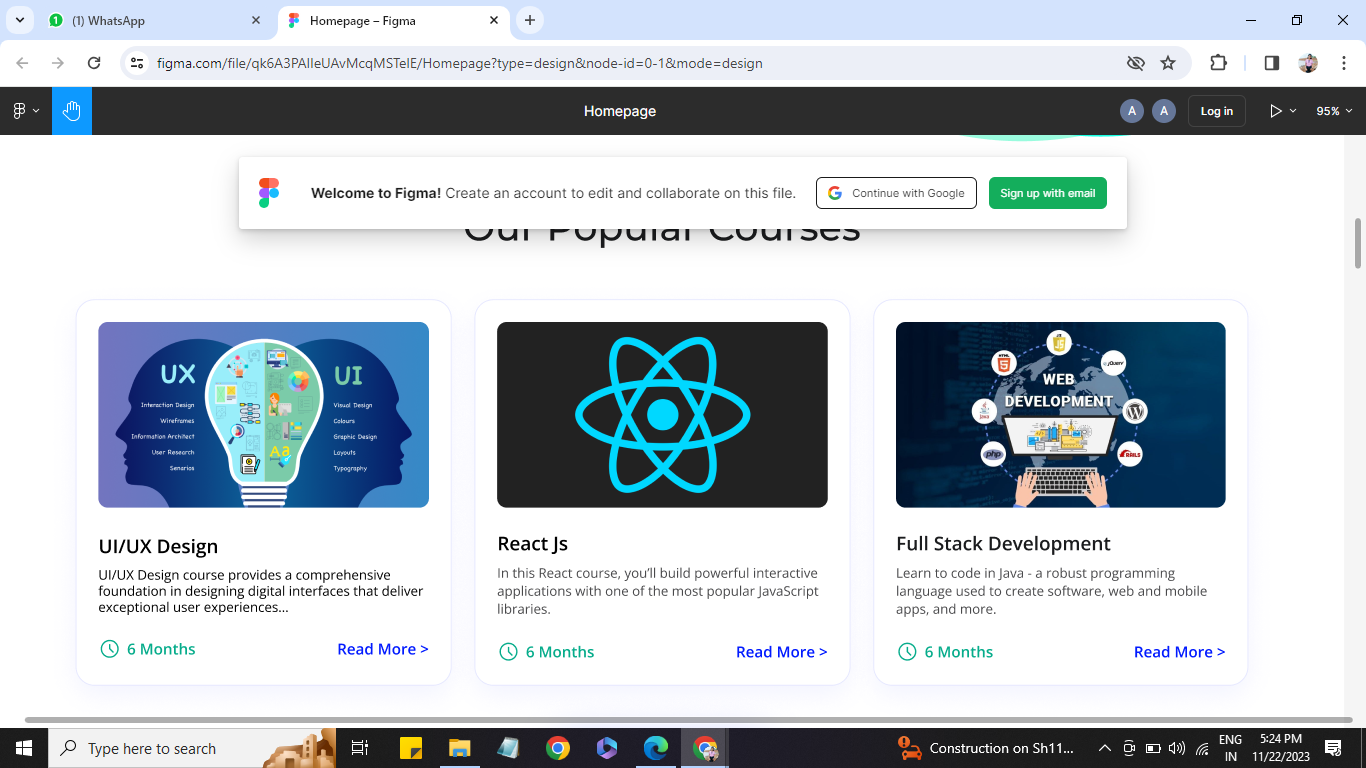 (1) WhatsApp
Homepage – Figma
figma.com/file/qk6A3PAIleUAvMcqMSTelE/Homepage?type=design&node-id=0-1&mode=design
Homepage
A
A
Log in
95%
Welcome to Figma! Create an account to edit and collaborate on this file.
Continue with Google
Sign up with email
Our Popular Courses
UX
UI
Interaction Design
Wireframes
Information Architect
User Research
Senarios
Visual Design
Colours
Graphic Design
Layouts
Typography
Aa
UI/UX Design
UI/UX Design course provides a comprehensive
foundation in designing digital interfaces that deliver
exceptional user experiences...
6 Months
Read More >
React Js
In this React course, you’ll build powerful interactive
applications with one of the most popular JavaScript
libraries.
6 Months
Read More >
HTML
JS
jQuery
WEB
DEVELOPMENT
Java
php
RAILS
Full Stack Development
Learn to code in Java - a robust programming
language used to create software, web and mobile
apps, and more.
6 Months
Read More >
Type here to search
Construction on Sh11...
ENG
IN
5:24 PM
11/22/2023